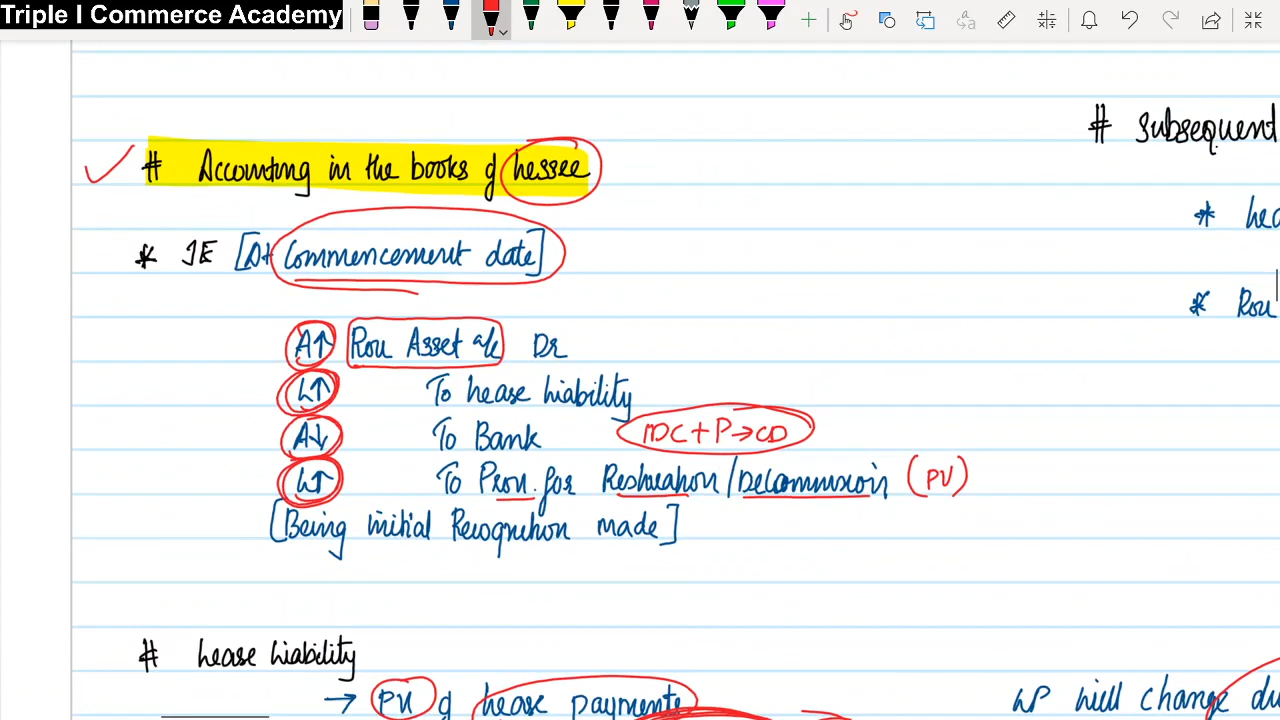 Triple I Commerce Academy
# Subsequent
# Accounting in the books of Lessee
* Lea
* JE [At Commencement date]
* Rou
A↑ Rou Asset a/c Dr
L↑ To Lease Liability
A↓ To Bank IDC + P → CD
L↑ To Prov. for Restoration/Decommission (PV)
[Being initial Recognition made]
# Lease Liability
→ PV of Lease payments
LP will change du